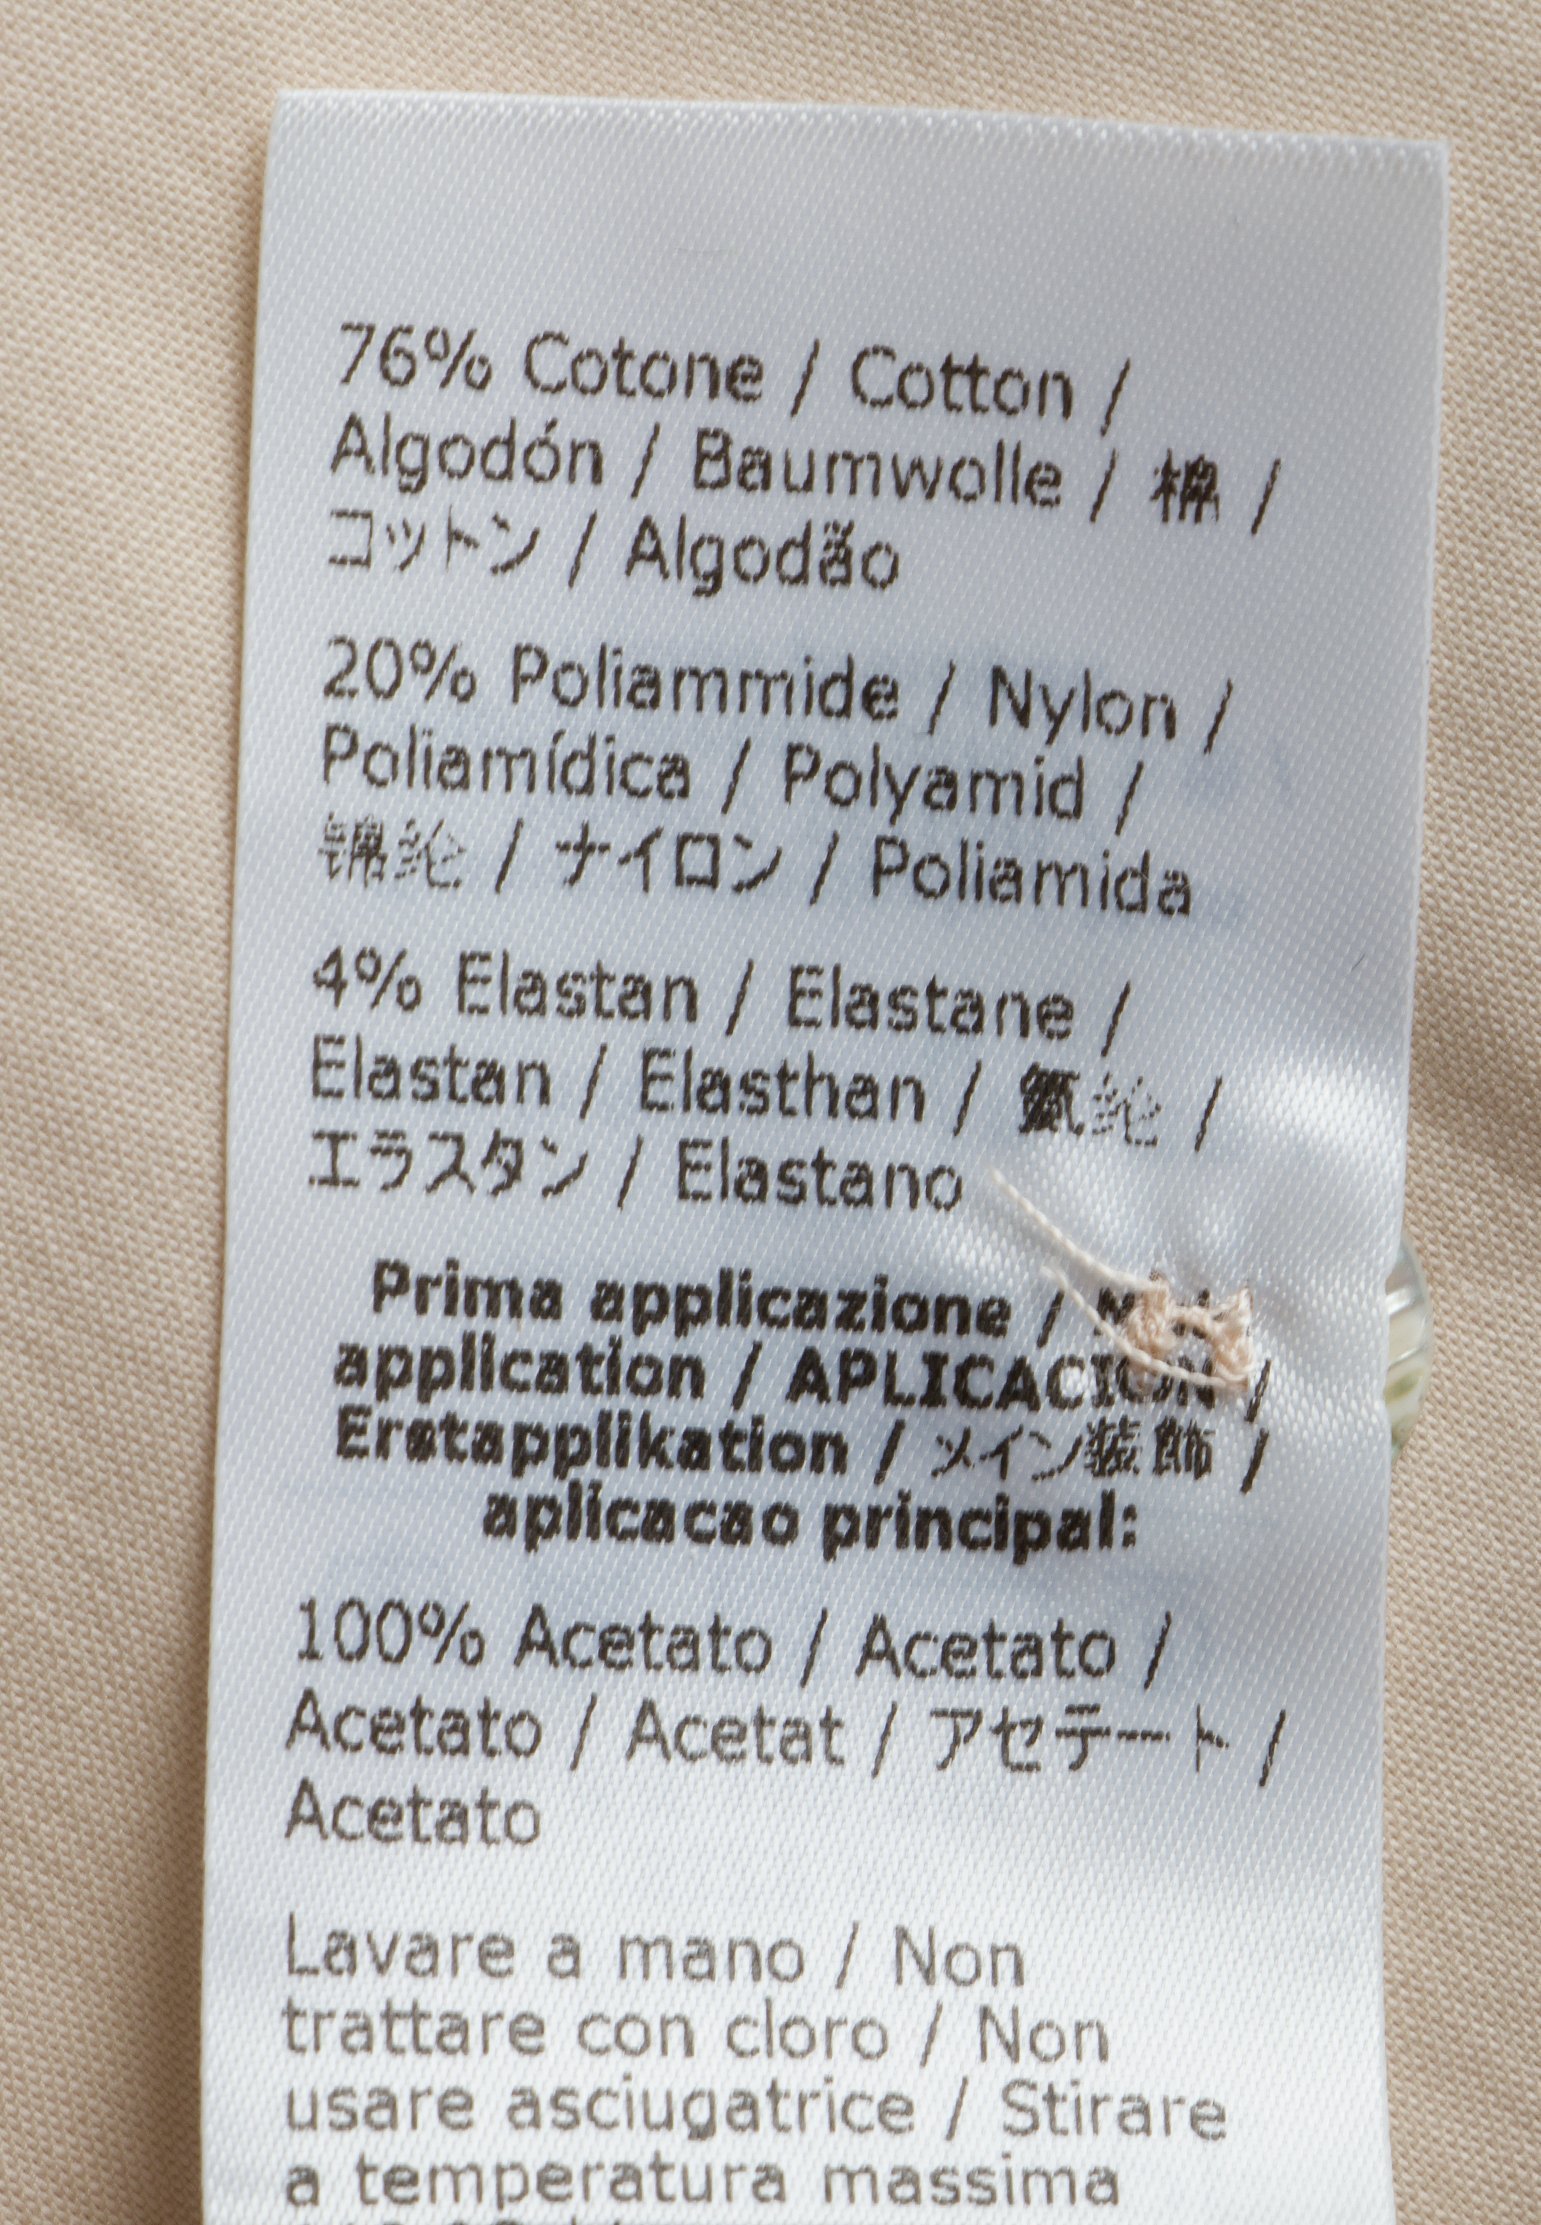 76% Cotone / Cotton /
Algodón / Baumwolle / 棉 /
コットン / Algodão
20% Poliammide / Nylon /
Poliamídica / Polyamid /
锦纶 / ナイロン / Poliamida
4% Elastan / Elastane /
Elastan / Elasthan / 氨纶 /
エラスタン / Elastano
Prima applicazione /
application / APLICACION /
Erstapplikation / メイン装飾 /
aplicacao principal:
100% Acetato / Acetato /
Acetato / Acetat / アセテート /
Acetato
Lavare a mano / Non
trattare con cloro / Non
usare asciugatrice / Stirare
a temperatura massima